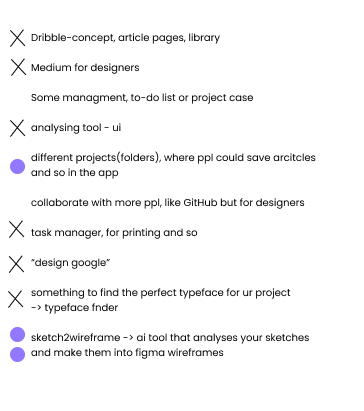 Dribble-concept, article pages, library
Medium for designers
Some managment, to-do list or project case
analysing tool - ui
different projects(folders), where ppl could save arcitcles
and so in the app
collaborate with more ppl, like GitHub but for designers
task manager, for printing and so
“design google”
something to find the perfect typeface for ur project
-> typeface fnder
sketch2wireframe -> ai tool that analyses your sketches
and make them into figma wireframes